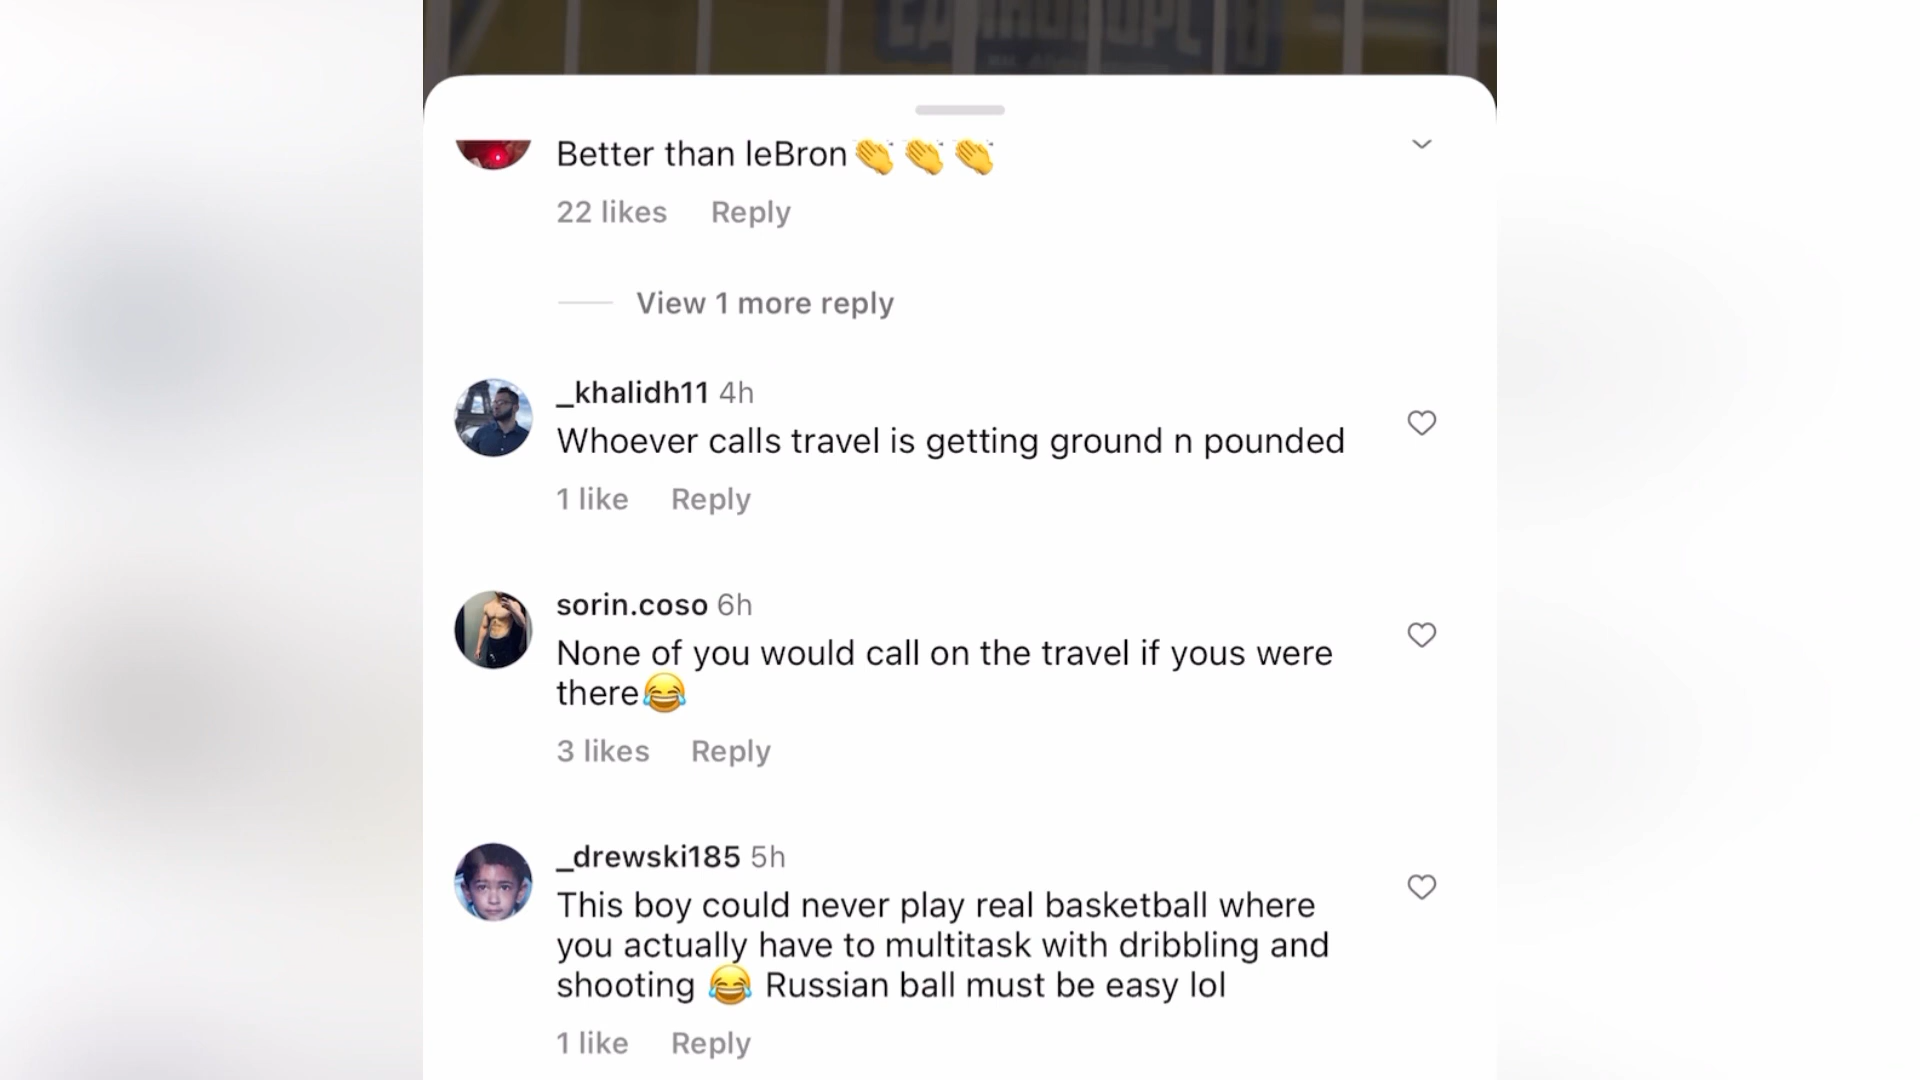 Better than leBron👏👏👏
22 likes Reply
View 1 more reply
_khalidh11 4h
Whoever calls travel is getting ground n pounded
1 like Reply
sorin.coso 6h
None of you would call on the travel if yous were
there😂
3 likes Reply
_drewski185 5h
This boy could never play real basketball where
you actually have to multitask with dribbling and
shooting 😂 Russian ball must be easy lol
1 like Reply